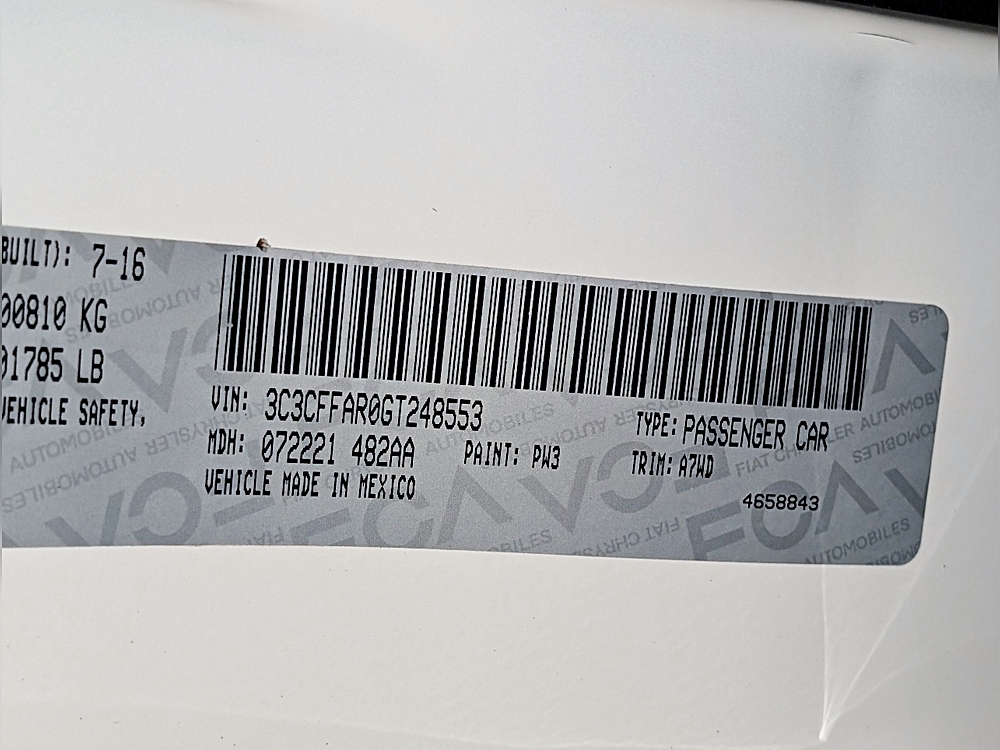 BUILT): 7-16
00810 KG
01785 LB
VEHICLE SAFETY,
VIN: 3C3CFFAR0GT248553
TYPE: PASSENGER CAR
MDH: 072221 482AA
PAINT: PW3
TRIM: A7WD
VEHICLE MADE IN MEXICO
4658843